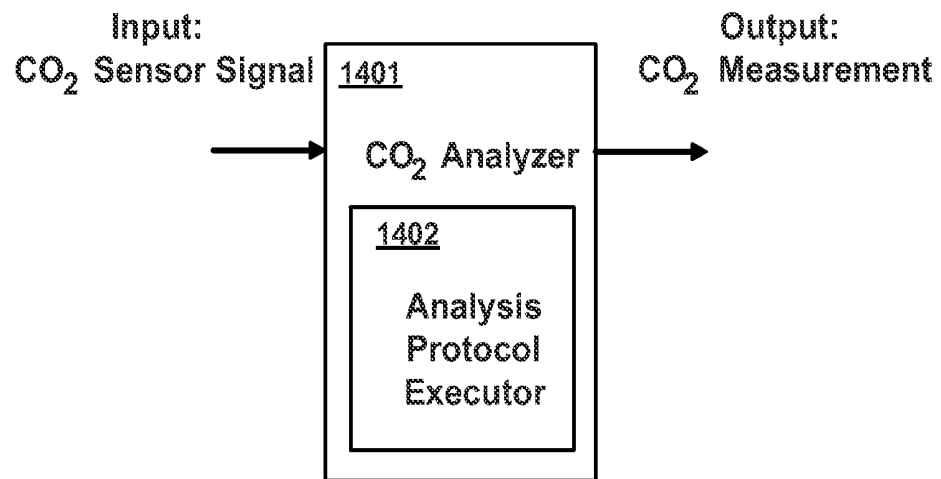 Input:
CO₂ Sensor Signal
Output:
CO₂ Measurement
1401
CO₂ Analyzer
1402
Analysis
Protocol
Executor